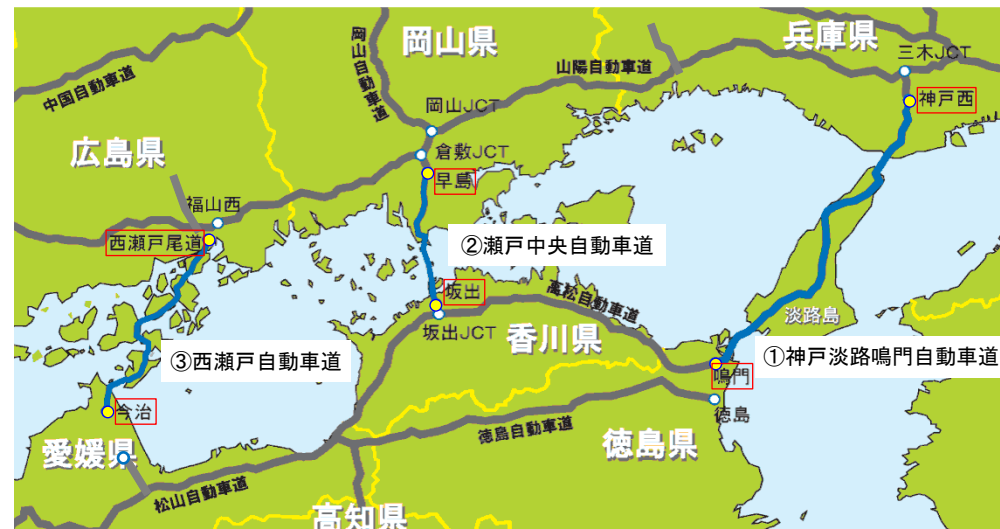 岡山県
兵庫県
岡山自動車道
山陽自動車道
三木JCT
中国自動車道
神戸西
岡山JCT
広島県
倉敷JCT
早島
福山西
西瀬戸尾道
②瀬戸中央自動車道
坂出
高松自動車道
淡路島
坂出JCT
香川県
③西瀬戸自動車道
①神戸淡路鳴門自動車道
鳴門
今治
徳島
徳島自動車道
徳島県
愛媛県
松山自動車道
高知県